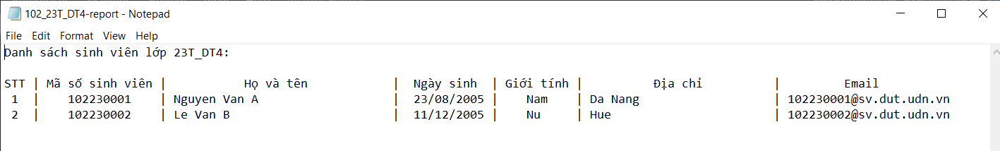 102_23T_DT4-report - Notepad
File Edit Format View Help
Danh sách sinh viên lớp 23T_DT4:
STT | Mã số sinh viên | Họ và tên | Ngày sinh | Giới tính | Địa chỉ | Email
1 | 102230001 | Nguyen Van A | 23/08/2005 | Nam | Da Nang | 102230001@sv.dut.udn.vn
2 | 102230002 | Le Van B | 11/12/2005 | Nu | Hue | 102230002@sv.dut.udn.vn